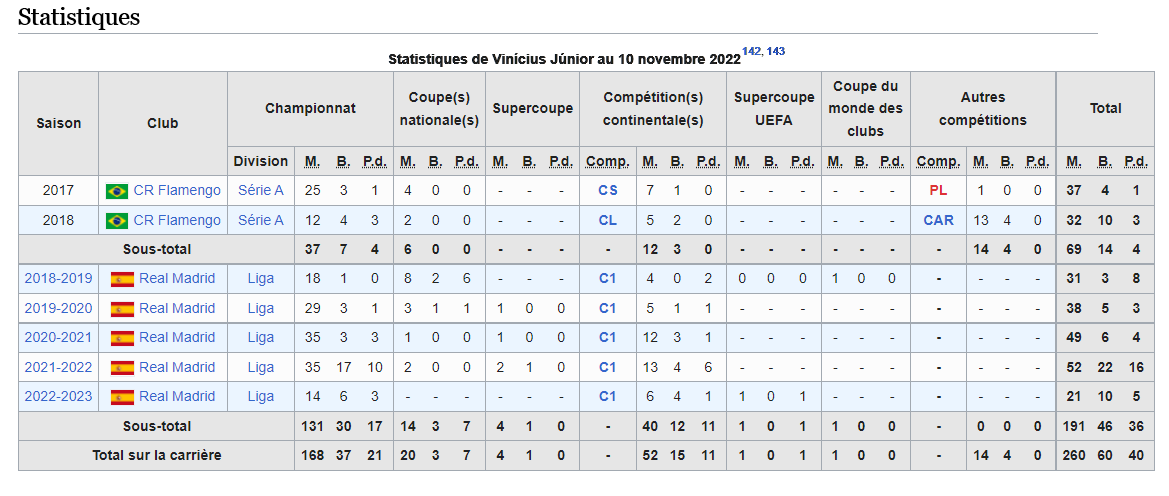 Statistiques
Statistiques de Vinícius Júnior au 10 novembre 2022 142, 143
Saison Club Championnat Coupe(s) nationale(s) Supercoupe Compétition(s) continentale(s) Supercoupe UEFA Coupe du monde des clubs Autres compétitions Total
Division M. B. P.d. M. B. P.d. M. B. P.d. Comp. M. B. P.d. M. B. P.d. M. B. P.d. Comp. M. B. P.d. M. B. P.d.
2017 CR Flamengo Série A 25 3 1 4 0 0 - - - CS 7 1 0 - - - - - - PL 1 0 0 37 4 1
2018 CR Flamengo Série A 12 4 3 2 0 0 - - - CL 5 2 0 - - - - - - CAR 13 4 0 32 10 3
Sous-total 37 7 4 6 0 0 - - - - 12 3 0 - - - - - - - 14 4 0 69 14 4
2018-2019 Real Madrid Liga 18 1 0 8 2 6 - - - C1 4 0 2 0 0 0 1 0 0 - - - - 31 3 8
2019-2020 Real Madrid Liga 29 3 1 3 1 1 1 0 0 C1 5 1 1 - - - - - - - - - - 38 5 3
2020-2021 Real Madrid Liga 35 3 3 1 0 0 1 0 0 C1 12 3 1 - - - - - - - - - - 49 6 4
2021-2022 Real Madrid Liga 35 17 10 2 0 0 2 1 0 C1 13 4 6 - - - - - - - - - - 52 22 16
2022-2023 Real Madrid Liga 14 6 3 - - - - - - C1 6 4 1 1 0 1 - - - - - - - 21 10 5
Sous-total 131 30 17 14 3 7 4 1 0 - 40 12 11 1 0 1 1 0 0 - 0 0 0 191 46 36
Total sur la carrière 168 37 21 20 3 7 4 1 0 - 52 15 11 1 0 1 1 0 0 - 14 4 0 260 60 40